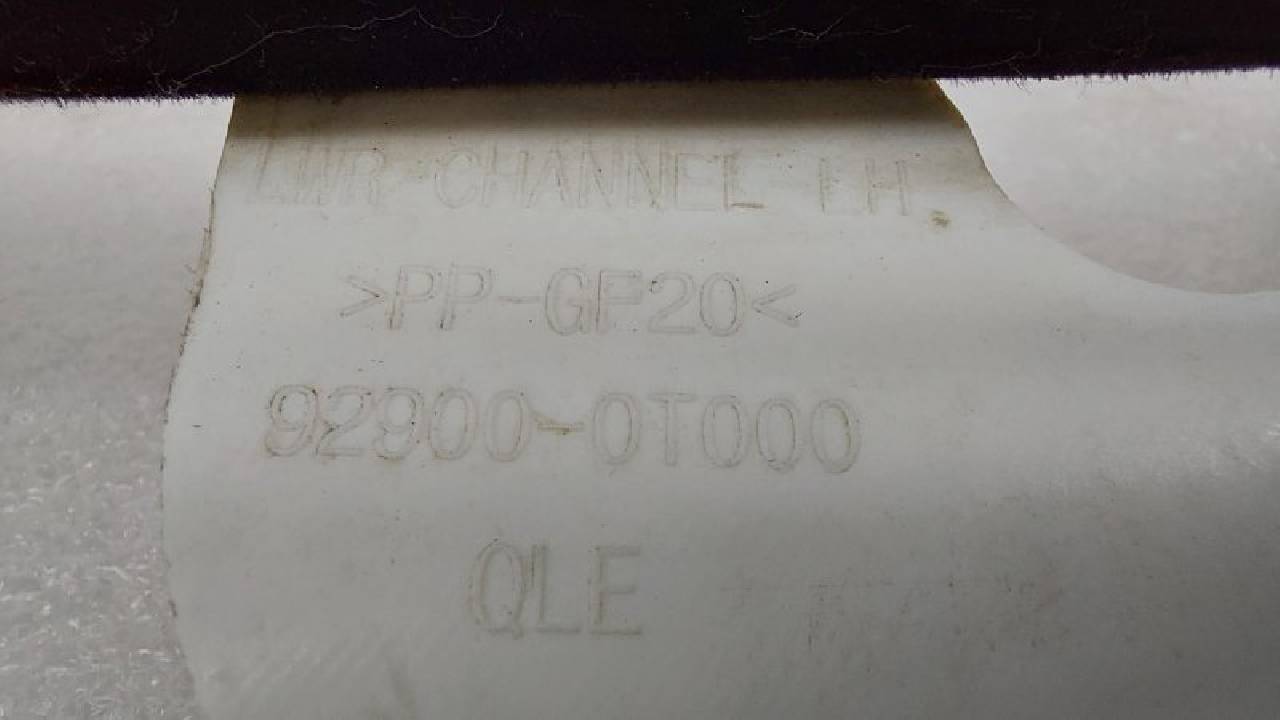 LWR CHANNEL LH.
>PP-GF20<
92900-0T000
QLE